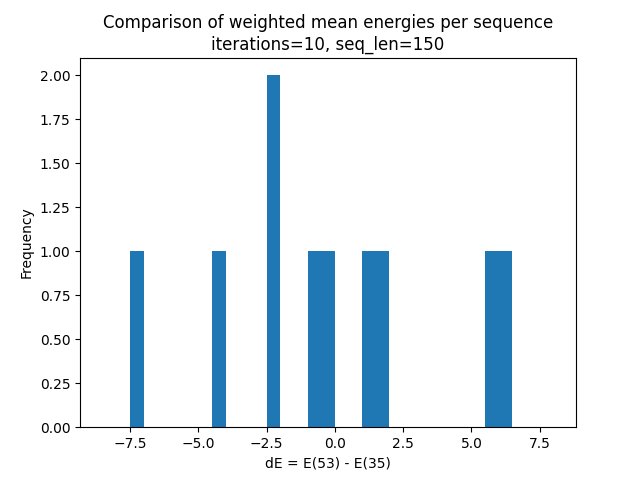 Comparison of weighted mean energies per sequence
iterations=10, seq_len=150
2.00
1.75
1.50
1.25
1.00
0.75
0.50
0.25
0.00
Frequency
−7.5 −5.0 −2.5 0.0 2.5 5.0 7.5
dE = E(53) - E(35)